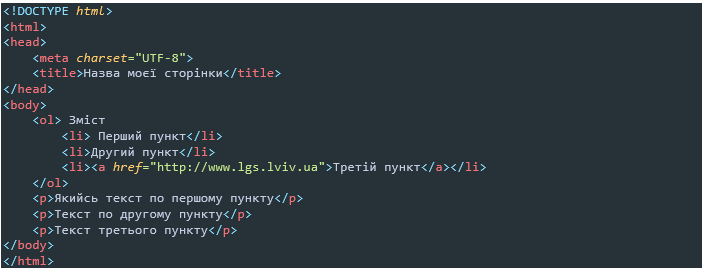 <!DOCTYPE html>
<html>
<head>
    <meta charset="UTF-8">
    <title>Назва моєї сторінки</title>
</head>
<body>
    <ol> Зміст
        <li> Перший пункт</li>
        <li>Другий пункт</li>
        <li><a href="http://www.lgs.lviv.ua">Третій пункт</a></li>
    </ol>
    <p>Якийсь текст по першому пункту</p>
    <p>Текст по другому пункту</p>
    <p>Текст третього пункту</p>
</body>
</html>